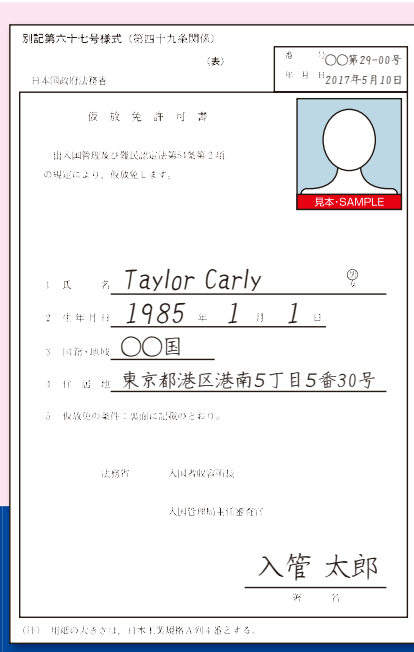 別記第六十七号様式（第四十九条関係）
（表）
日本国政府法務省
番 号 〇〇第29-00号
年 月 日 2017年5月10日
仮 放 免 許 可 書
出入国管理及び難民認定法第54条第2項
の規定により、仮放免します。
見本・SAMPLE
1 氏 名 Taylor Carly 男
女
2 生年月日 1985 年 1 月 1 日
3 国籍・地域 〇〇国
4 住 居 地 東京都港区港南5丁目5番30号
5 仮放免の条件：裏面に記載のとおり。
法務省 入国者収容所長
入国管理局主任審査官
入管 太郎
署 名
（注） 用紙の大きさは、日本工業規格A列4番とする。